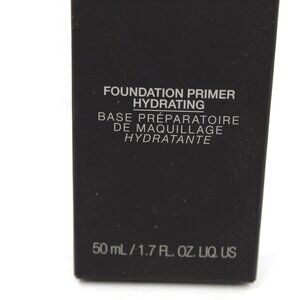 FOUNDATION PRIMER
HYDRATING
BASE PRÉPARATOIRE
DE MAQUILLAGE
HYDRATANTE
50 mL / 1.7 FL. OZ. LIQ. US